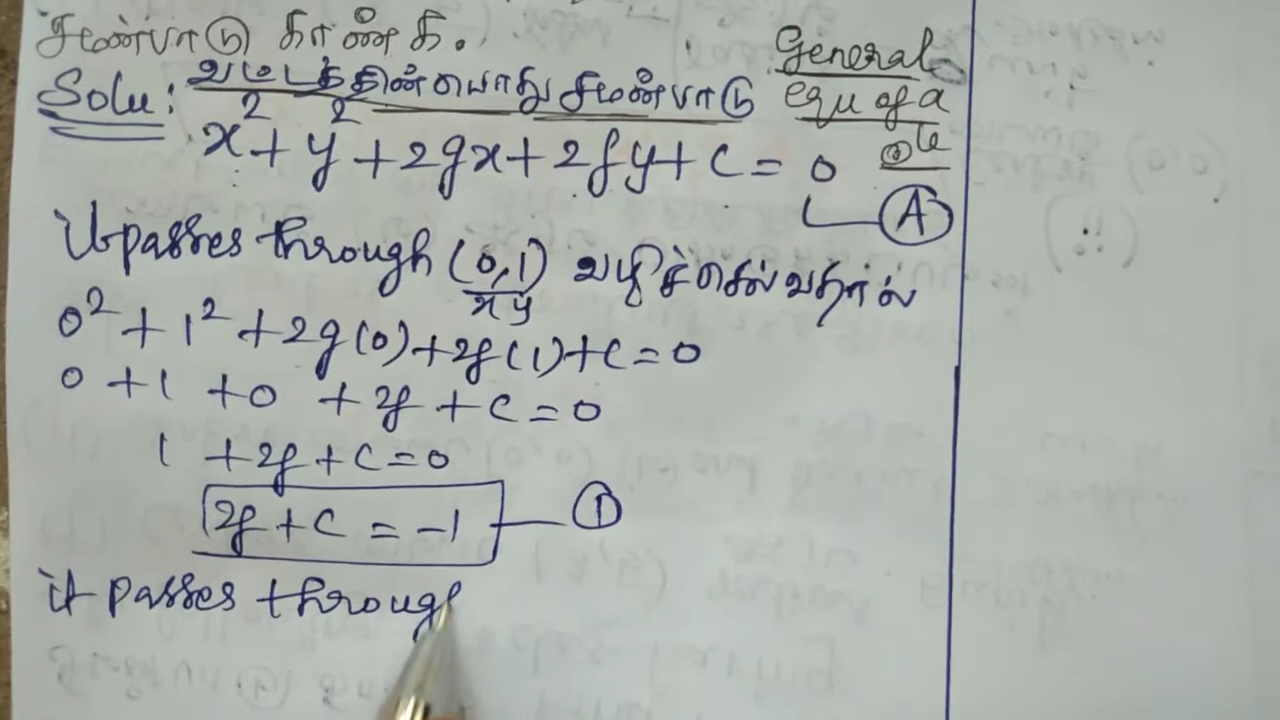 சமன்பாடு காண்க.
Solu: வட்டத்தின் பொது சமன்பாடு General equ of a ⊙le
x² + y² + 2gx + 2fy + c = 0 — Ⓐ
it passes through (0,1) வழிச்செல்வதால்
x y
0² + 1² + 2g(0) + 2f(1) + c = 0
0 + 1 + 0 + 2f + c = 0
1 + 2f + c = 0
2f + c = -1 — ①
it passes throug